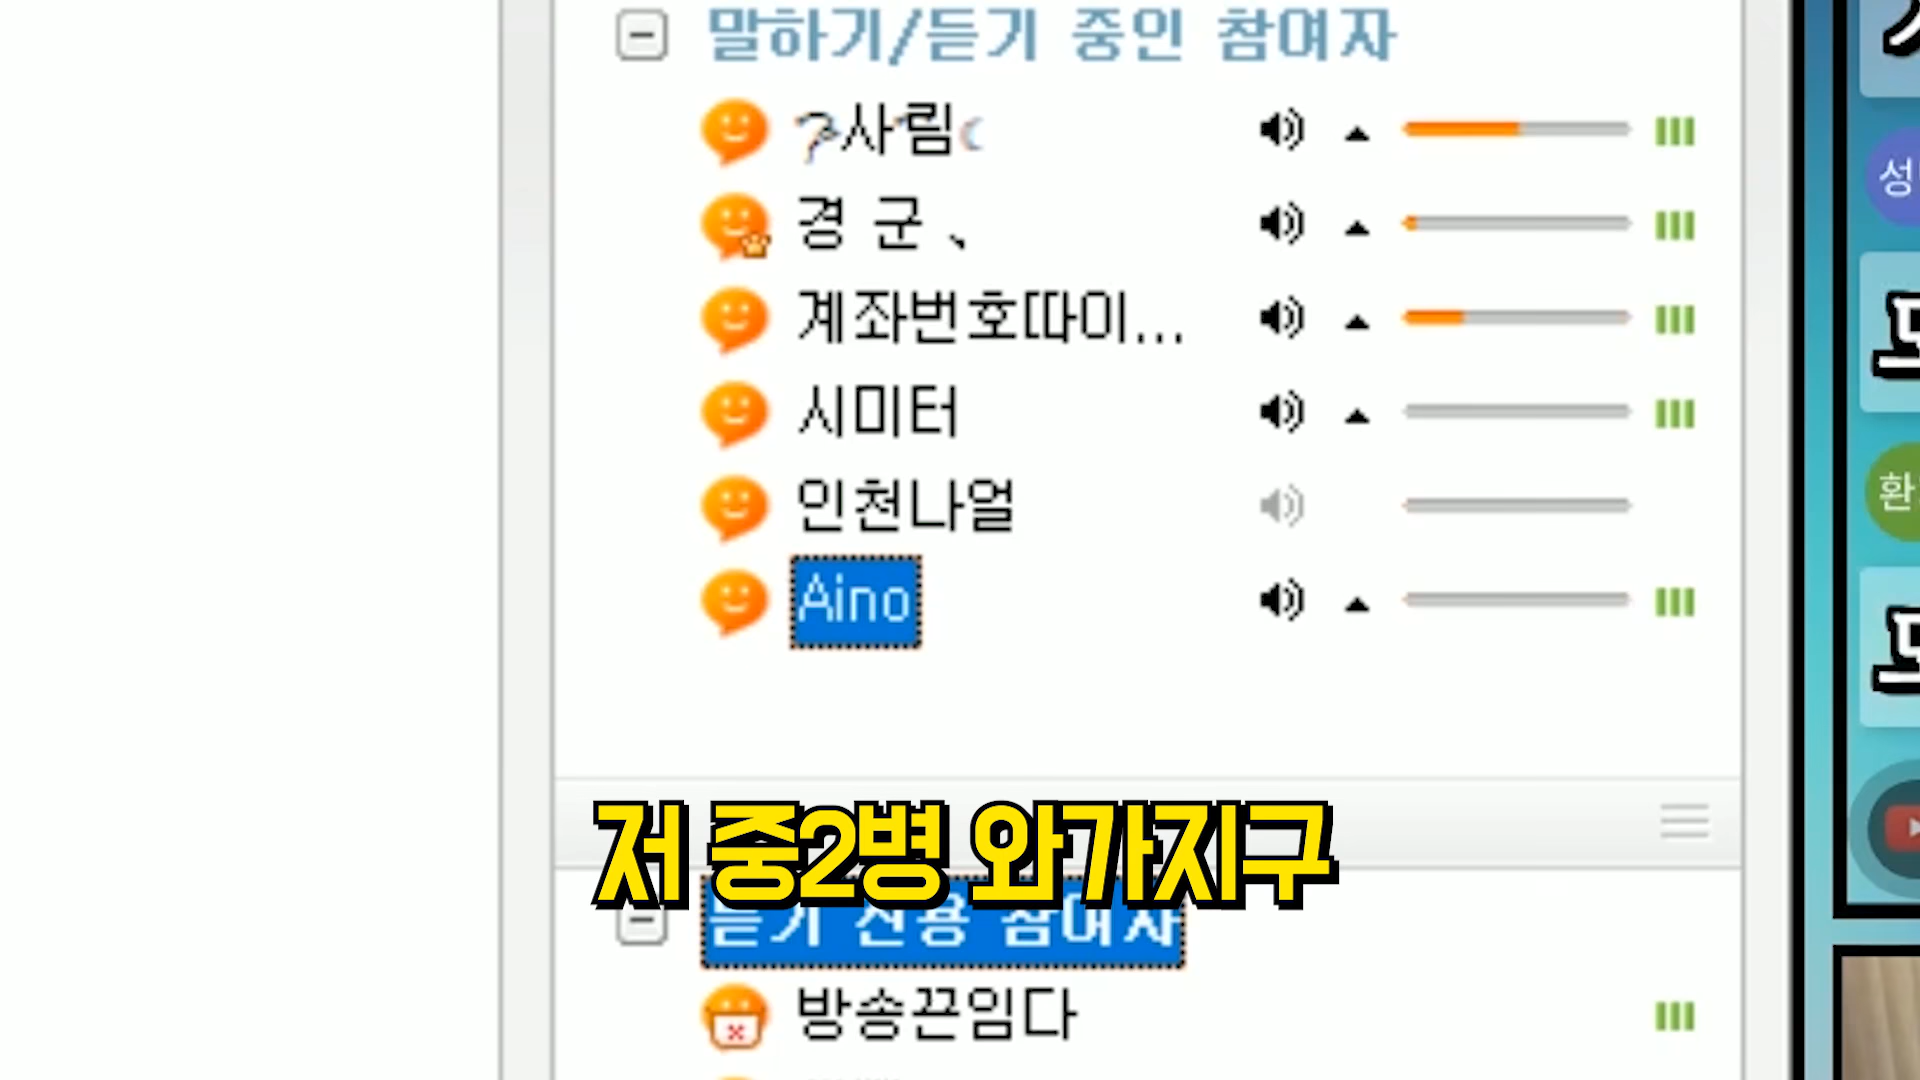 말하기/듣기 중인 참여자
?사림☾
경 군 、
계좌번호따이...
시미터
인천나얼
Aino
저 중2병 와가지구
듣기 전용 참여자
방송끈임다
성
환